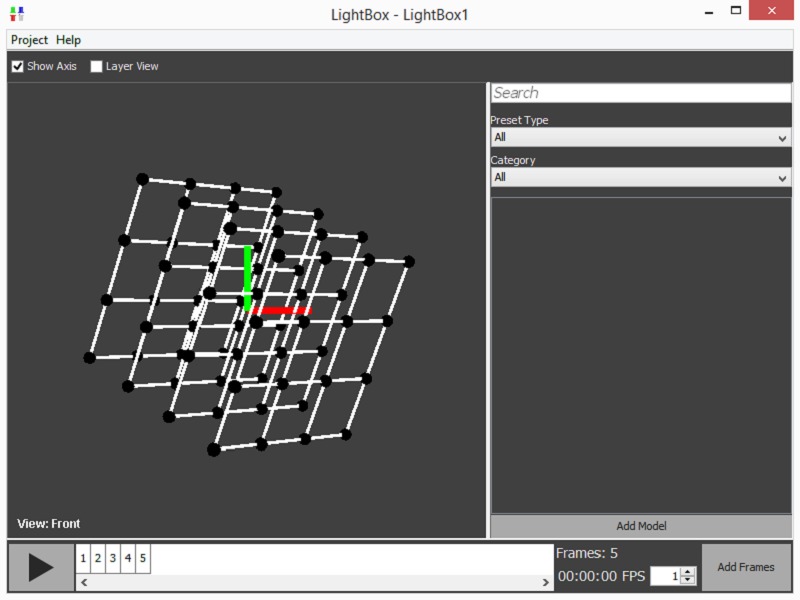 LightBox - LightBox1
Project Help
Show Axis Layer View
Search
Preset Type
All
Category
All
View: Front
Add Model
1 2 3 4 5
Frames: 5
00:00:00 FPS 1
Add Frames